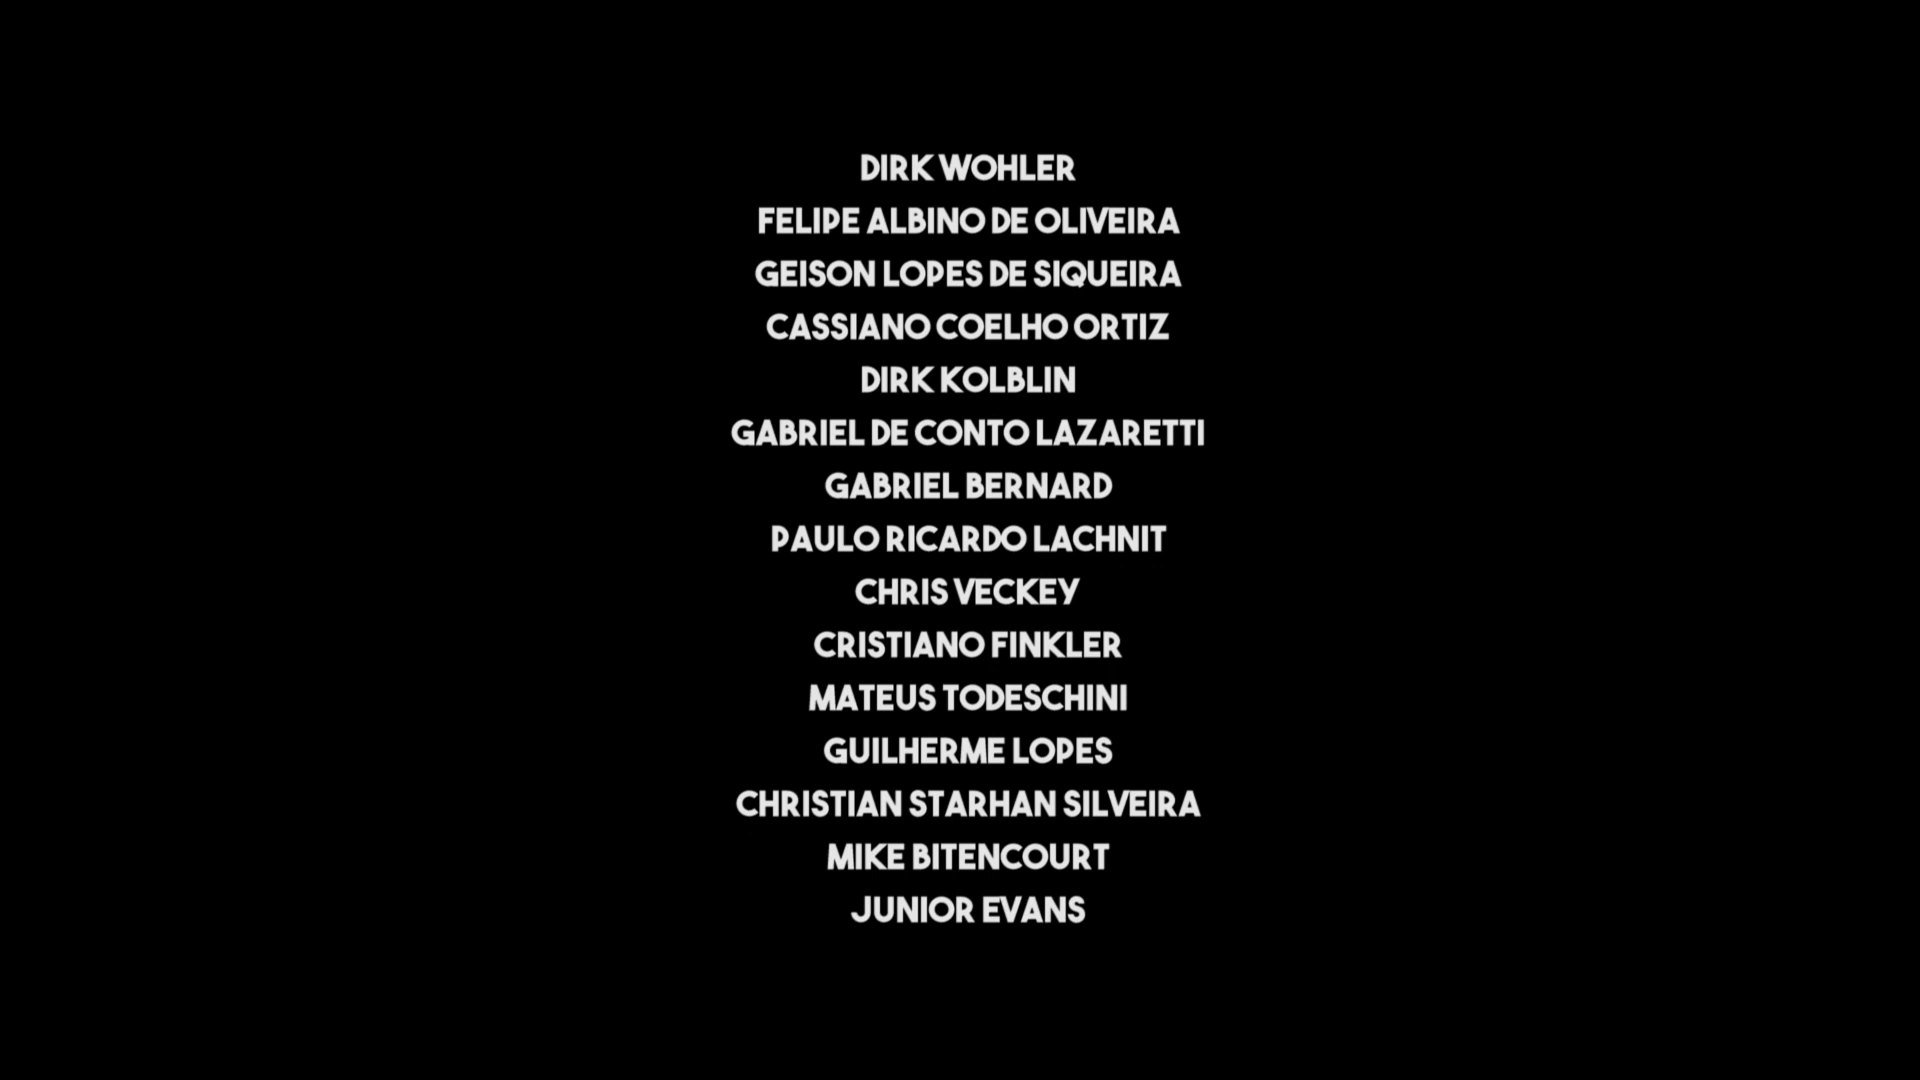 DIRK WOHLER
FELIPE ALBINO DE OLIVEIRA
GEISON LOPES DE SIQUEIRA
CASSIANO COELHO ORTIZ
DIRK KOLBLIN
GABRIEL DE CONTO LAZARETTI
GABRIEL BERNARD
PAULO RICARDO LACHNIT
CHRIS VECKEY
CRISTIANO FINKLER
MATEUS TODESCHINI
GUILHERME LOPES
CHRISTIAN STARHAN SILVEIRA
MIKE BITENCOURT
JUNIOR EVANS